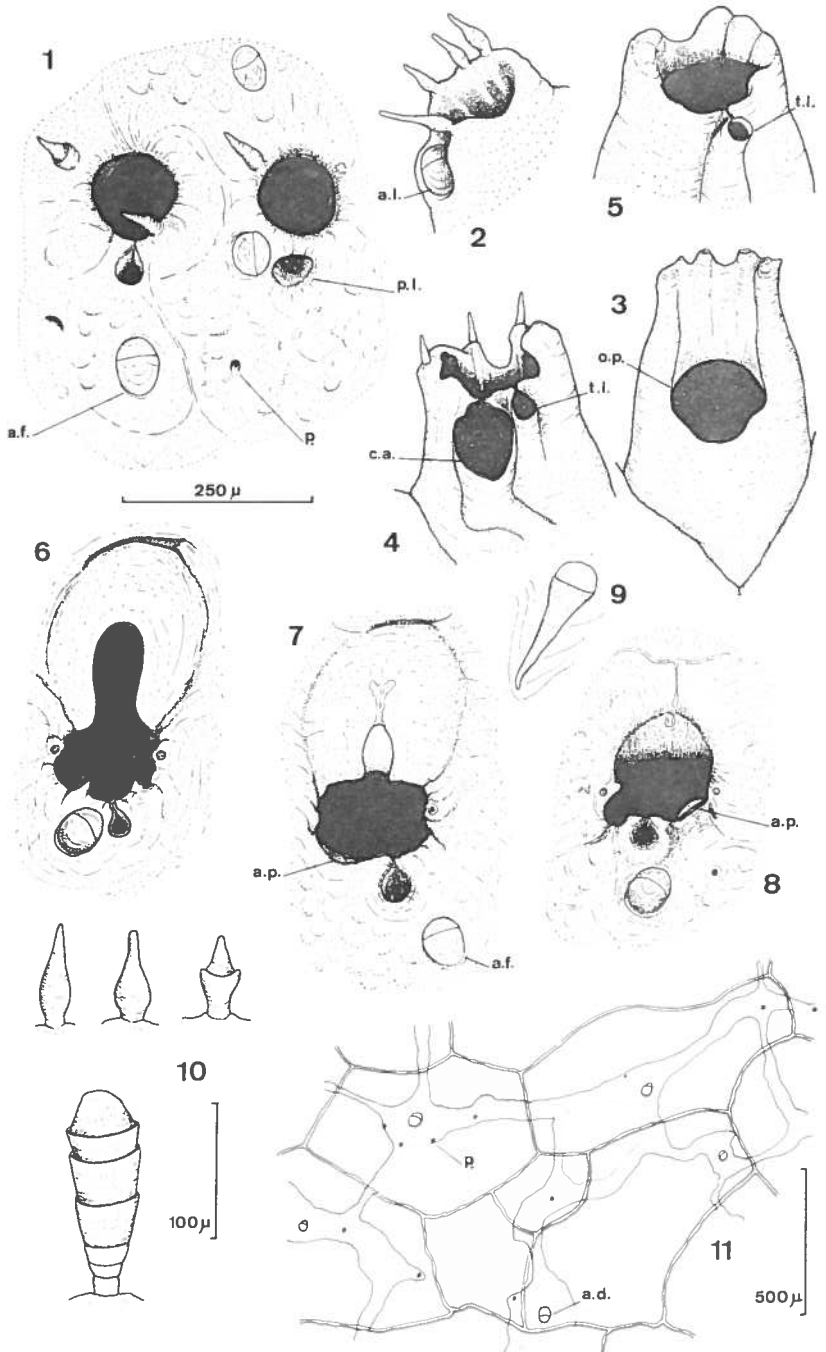 1
2
a.l.
5
t.l.
p.l.
a.f.
p.
250 µ
3
o.p.
4
t.l.
c.a.
6
7
a.p.
a.f.
9
8
a.p.
10
100µ
11
p.
a.d.
500µ